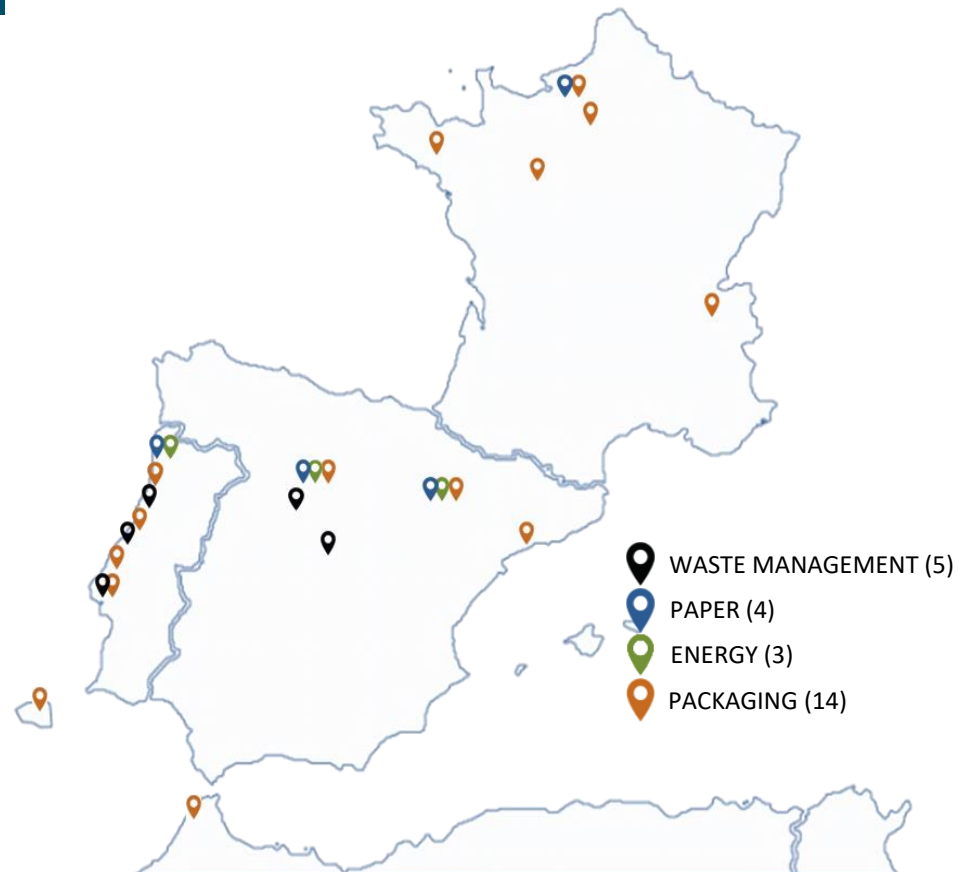 WASTE MANAGEMENT (5)
PAPER (4)
ENERGY (3)
PACKAGING (14)